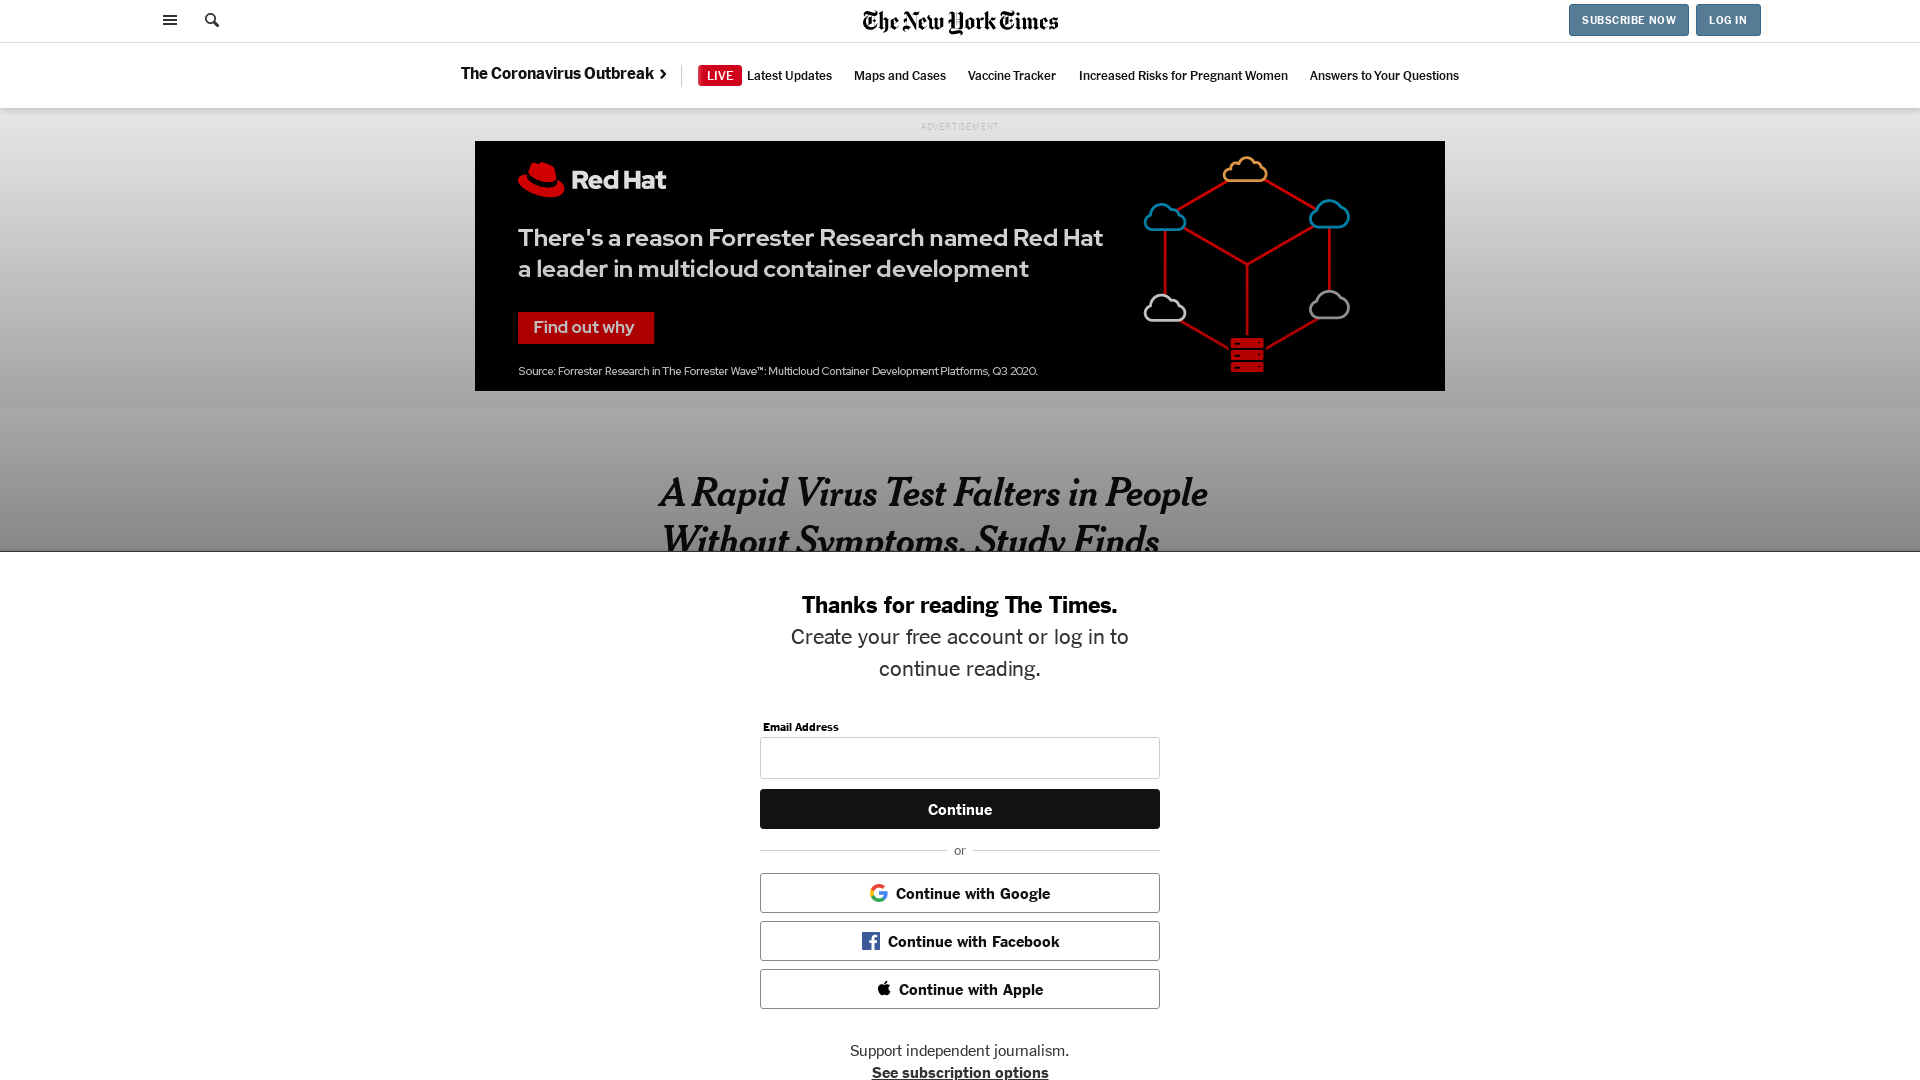 The New York Times
SUBSCRIBE NOW
LOG IN
The Coronavirus Outbreak
LIVE
Latest Updates
Maps and Cases
Vaccine Tracker
Increased Risks for Pregnant Women
Answers to Your Questions
ADVERTISEMENT
Red Hat
There's a reason Forrester Research named Red Hat
a leader in multicloud container development
Find out why
Source: Forrester Research in The Forrester Wave™: Multicloud Container Development Platforms, Q3 2020.
A Rapid Virus Test Falters in People
Without Symptoms, Study Finds
Thanks for reading The Times.
Create your free account or log in to
continue reading.
Email Address
Continue
or
Continue with Google
Continue with Facebook
Continue with Apple
Support independent journalism.
See subscription options